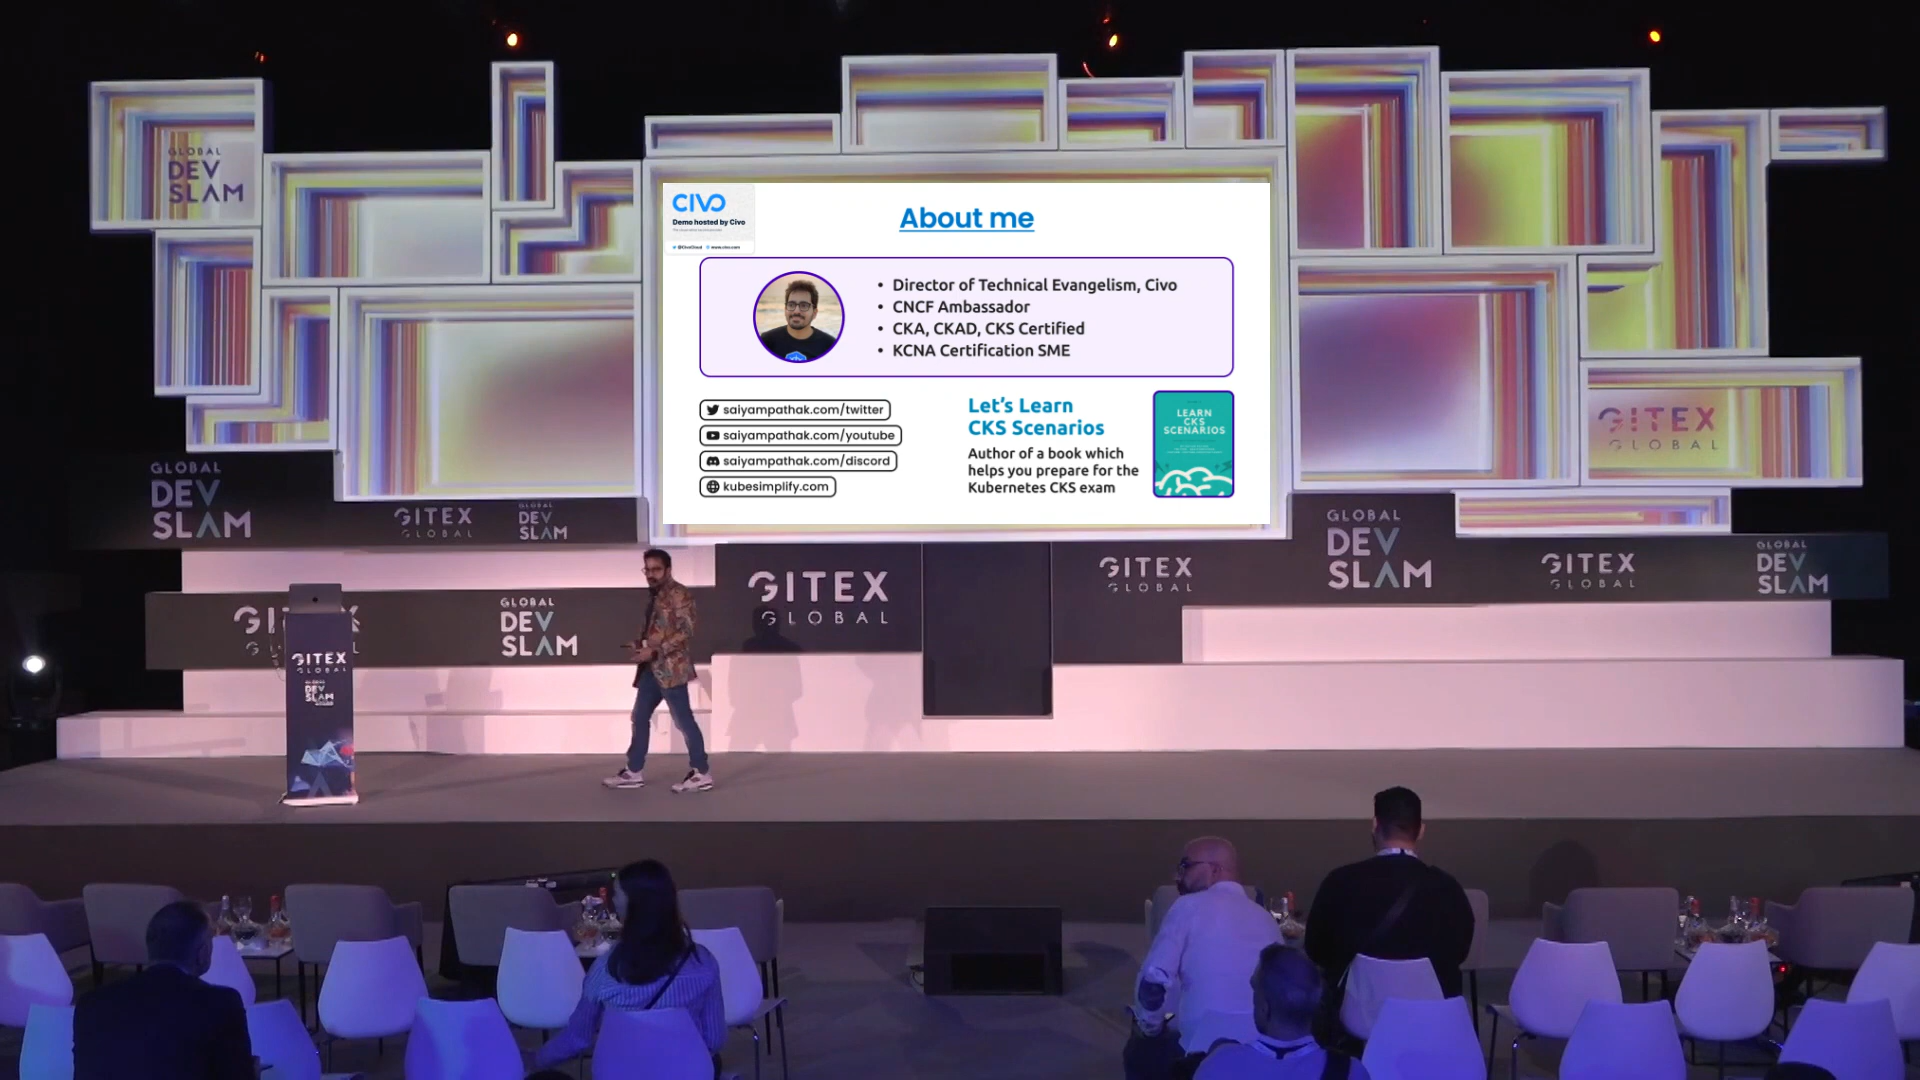 GLOBAL
DEV
SLAM
CIVO
Demo hosted by Civo
@CivoCloud www.civo.com
About me
• Director of Technical Evangelism, Civo
• CNCF Ambassador
• CKA, CKAD, CKS Certified
• KCNA Certification SME
saiyampathak.com/twitter
saiyampathak.com/youtube
saiyampathak.com/discord
kubesimplify.com
Let's Learn
CKS Scenarios
Author of a book which
helps you prepare for the
Kubernetes CKS exam
LEARN
CKS
SCENARIOS
GITEX
GLOBAL
GLOBAL
DEV
SLAM
GITEX
GLOBAL
GLOBAL
DEV
SLAM
GITEX
GLOBAL
GITEX
GLOBAL
GLOBAL
DEV
SLAM
GITEX
GLOBAL
GLOBAL
DEV
SLAM
GLOBAL
DEV
SLAM
GITEX
GLOBAL
GLOBAL
DEV
SLAM